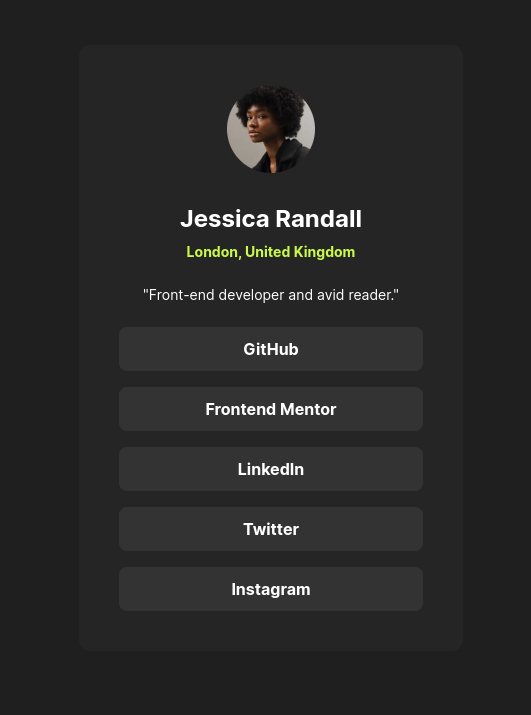 Jessica Randall
London, United Kingdom
"Front-end developer and avid reader."
GitHub
Frontend Mentor
LinkedIn
Twitter
Instagram